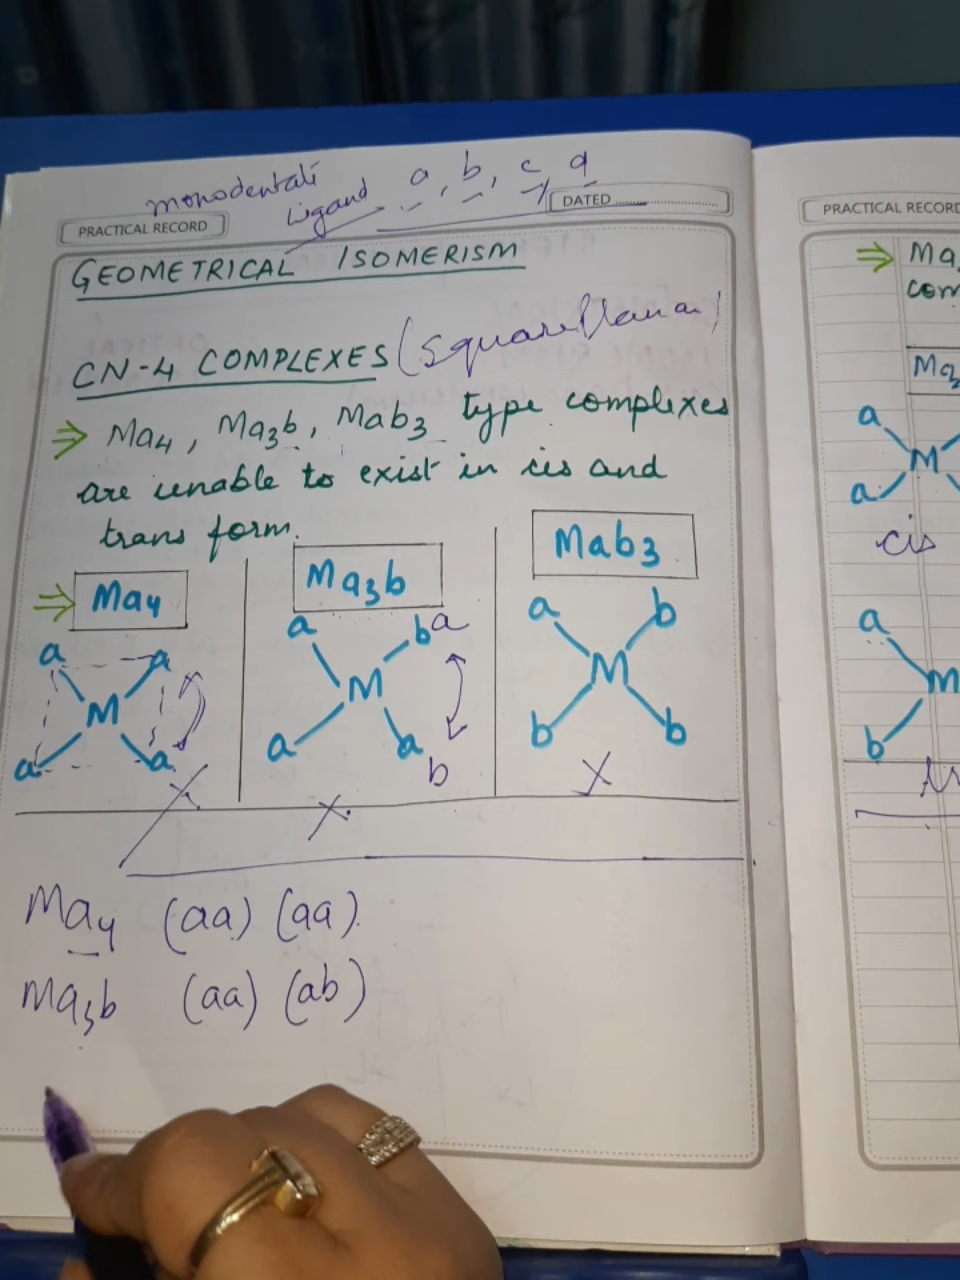 monodentate
ligand a, b, c, d
PRACTICAL RECORD
DATED
GEOMETRICAL ISOMERISM
CN-4 COMPLEXES (Square Planar)
⇒ Ma4, Ma3b, Mab3 type complexes
are unable to exist in cis and
trans form.
⇒ Ma4
a a
M
a a
X
Ma3b
a b a
M
a a
b
X
Mab3
a b
M
b b
X
Ma4 (aa) (aa)
Ma3b (aa) (ab)
PRACTICAL RECORD
⇒ Ma
com
a
M
a
cis
a
M
b